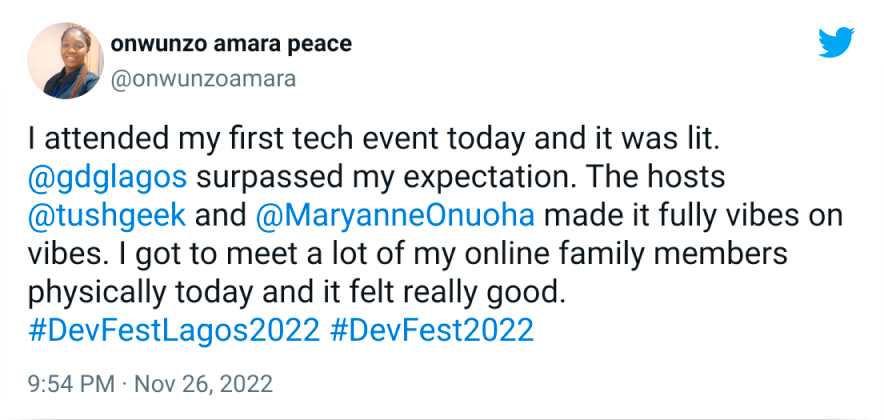 onwunzo amara peace
@onwunzoamara
I attended my first tech event today and it was lit.
@gdglagos surpassed my expectation. The hosts
@tushgeek and @MaryanneOnuoha made it fully vibes on
vibes. I got to meet a lot of my online family members
physically today and it felt really good.
#DevFestLagos2022 #DevFest2022
9:54 PM · Nov 26, 2022